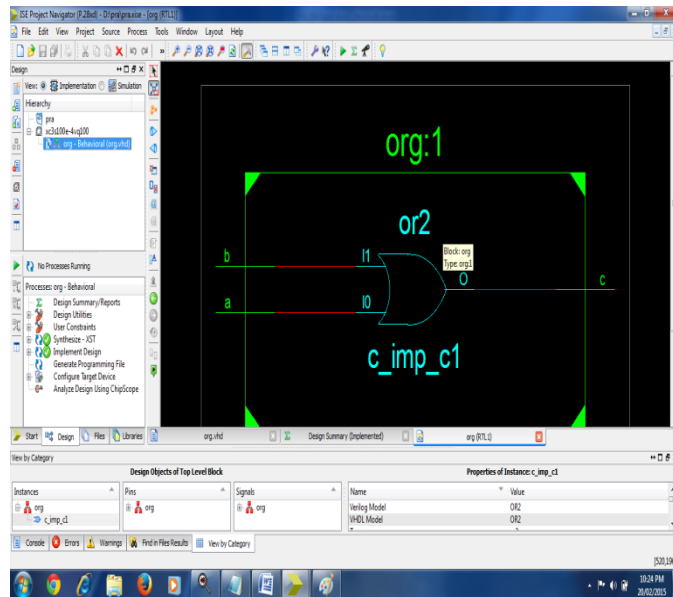 ISE Project Navigator (P.28xd) - D:\pra\pra.xise - [org (RTL1)]
File Edit View Project Source Process Tools Window Layout Help
Design
View: Implementation Simulation
Hierarchy
pra
xc3s100e-4vq100
org - Behavioral (org.vhd)
No Processes Running
Processes: org - Behavioral
Design Summary/Reports
Design Utilities
User Constraints
Synthesize - XST
Implement Design
Generate Programming File
Configure Target Device
Analyze Design Using ChipScope
org:1
or2
Block: org
Type: org:1
b
I1
O
c
a
I0
c_imp_c1
Start Design Files Libraries
org.vhd
Design Summary (Implemented)
org (RTL1)
View by Category
Design Objects of Top Level Block
Properties of Instance: c_imp_c1
Instances Pins Signals Name Value
org org org Verilog Model OR2
c_imp_c1 VHDL Model OR2
Console Errors Warnings Find in Files Results View by Category
10:24 PM
20/02/2015